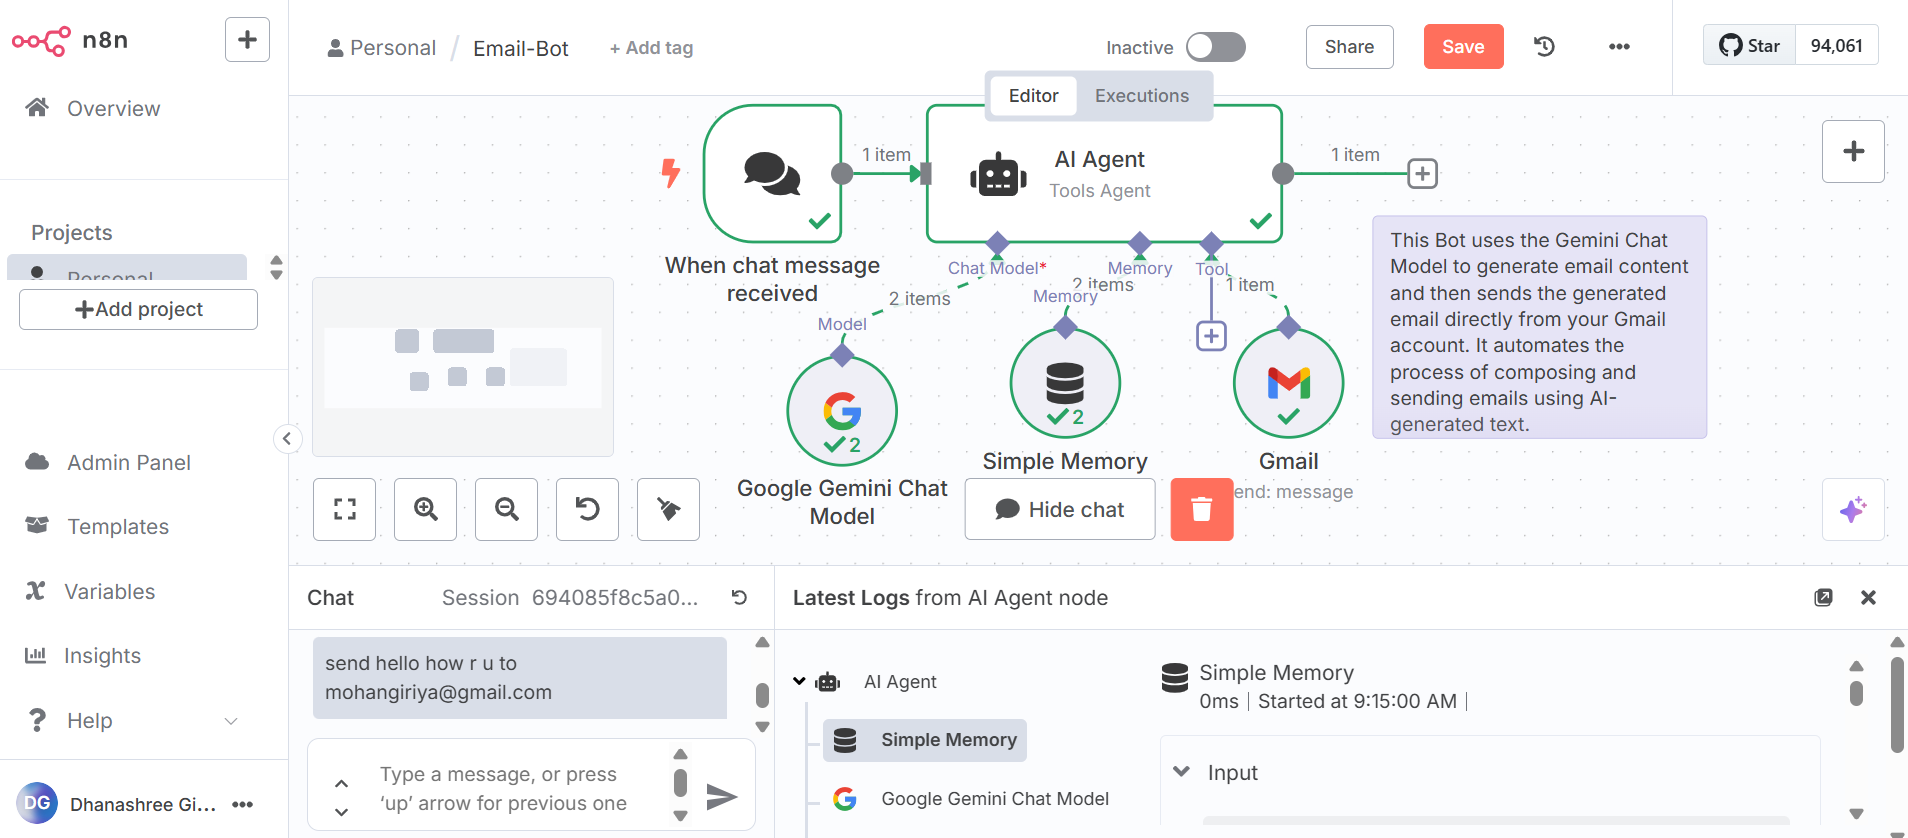 n8n
Personal / Email-Bot + Add tag
Inactive
Share
Save
Star 94,061
Overview
Projects
Personal
Add project
Admin Panel
Templates
Variables
Insights
Help
DG Dhanashree Gi...
Editor Executions
1 item
AI Agent
Tools Agent
1 item
When chat message
received
Chat Model*
Memory
Tool
2 items
2 items
1 item
Model
Memory
2
2
Google Gemini Chat
Model
Simple Memory
Gmail
end: message
This Bot uses the Gemini Chat
Model to generate email content
and then sends the generated
email directly from your Gmail
account. It automates the
process of composing and
sending emails using AI-
generated text.
Hide chat
Chat Session 694085f8c5a0...
send hello how r u to
mohangiriya@gmail.com
Type a message, or press
‘up’ arrow for previous one
Latest Logs from AI Agent node
AI Agent
Simple Memory
Google Gemini Chat Model
Simple Memory
0ms | Started at 9:15:00 AM |
Input